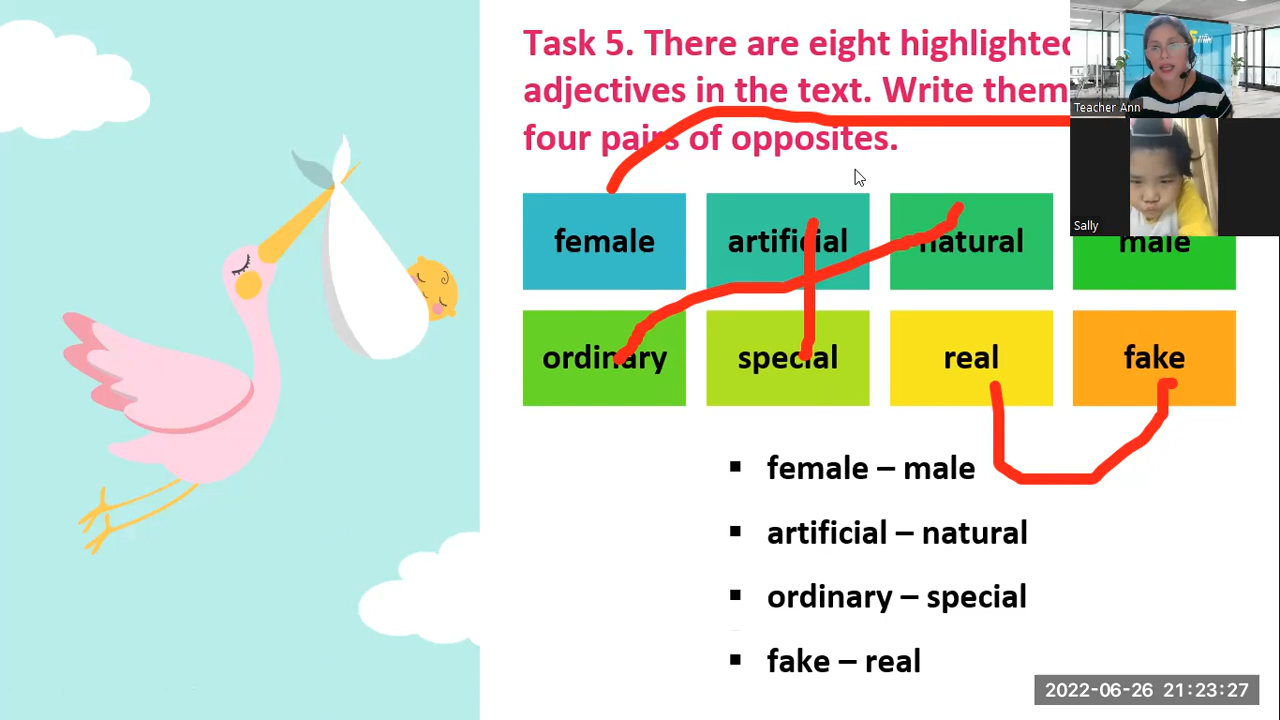 Task 5. There are eight highlighted
adjectives in the text. Write them
four pairs of opposites.
Teacher Ann
Sally
female artificial natural male
ordinary special real fake
▪ female – male
▪ artificial – natural
▪ ordinary – special
▪ fake – real
2022-06-26 21:23:27